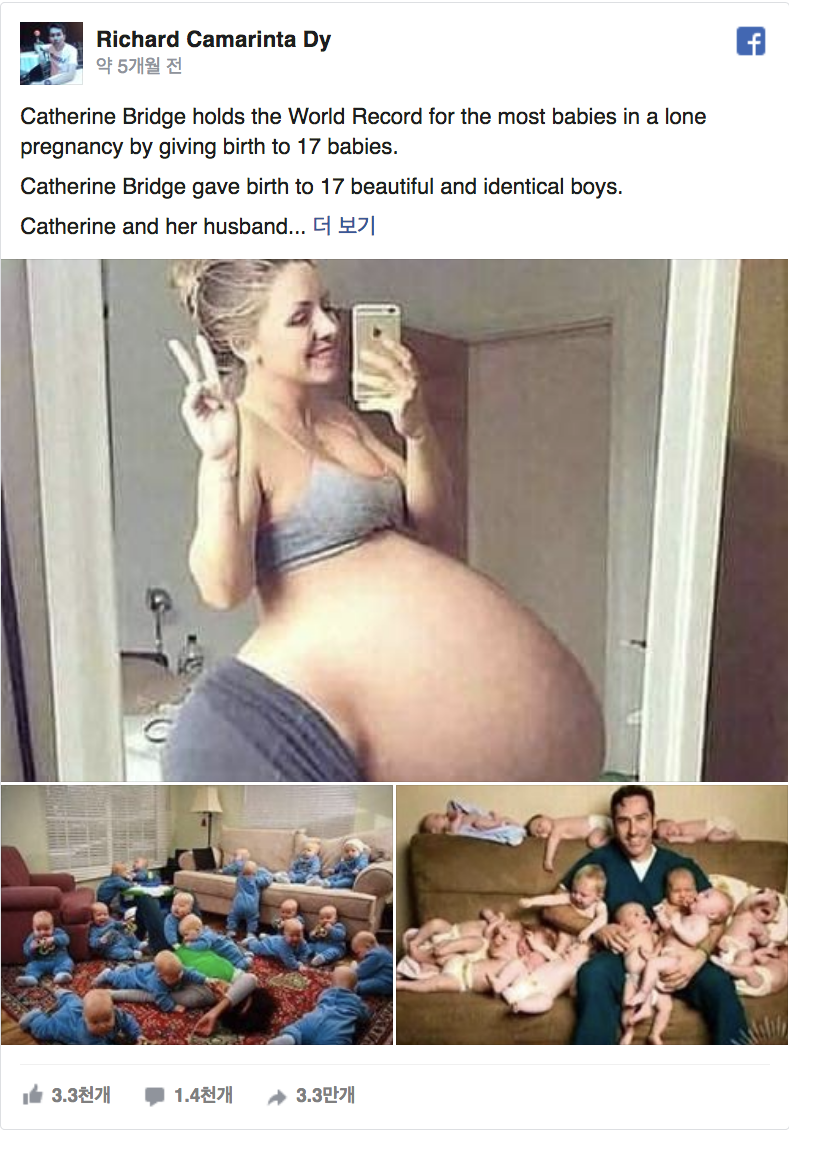 Richard Camarinta Dy
약 5개월 전
Catherine Bridge holds the World Record for the most babies in a lone
pregnancy by giving birth to 17 babies.
Catherine Bridge gave birth to 17 beautiful and identical boys.
Catherine and her husband... 더 보기
3.3천개 1.4천개 3.3만개